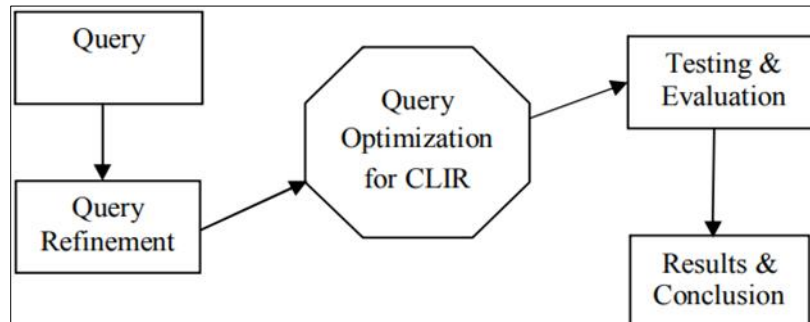 Query
Query
Refinement
Query
Optimization
for CLIR
Testing &
Evaluation
Results &
Conclusion